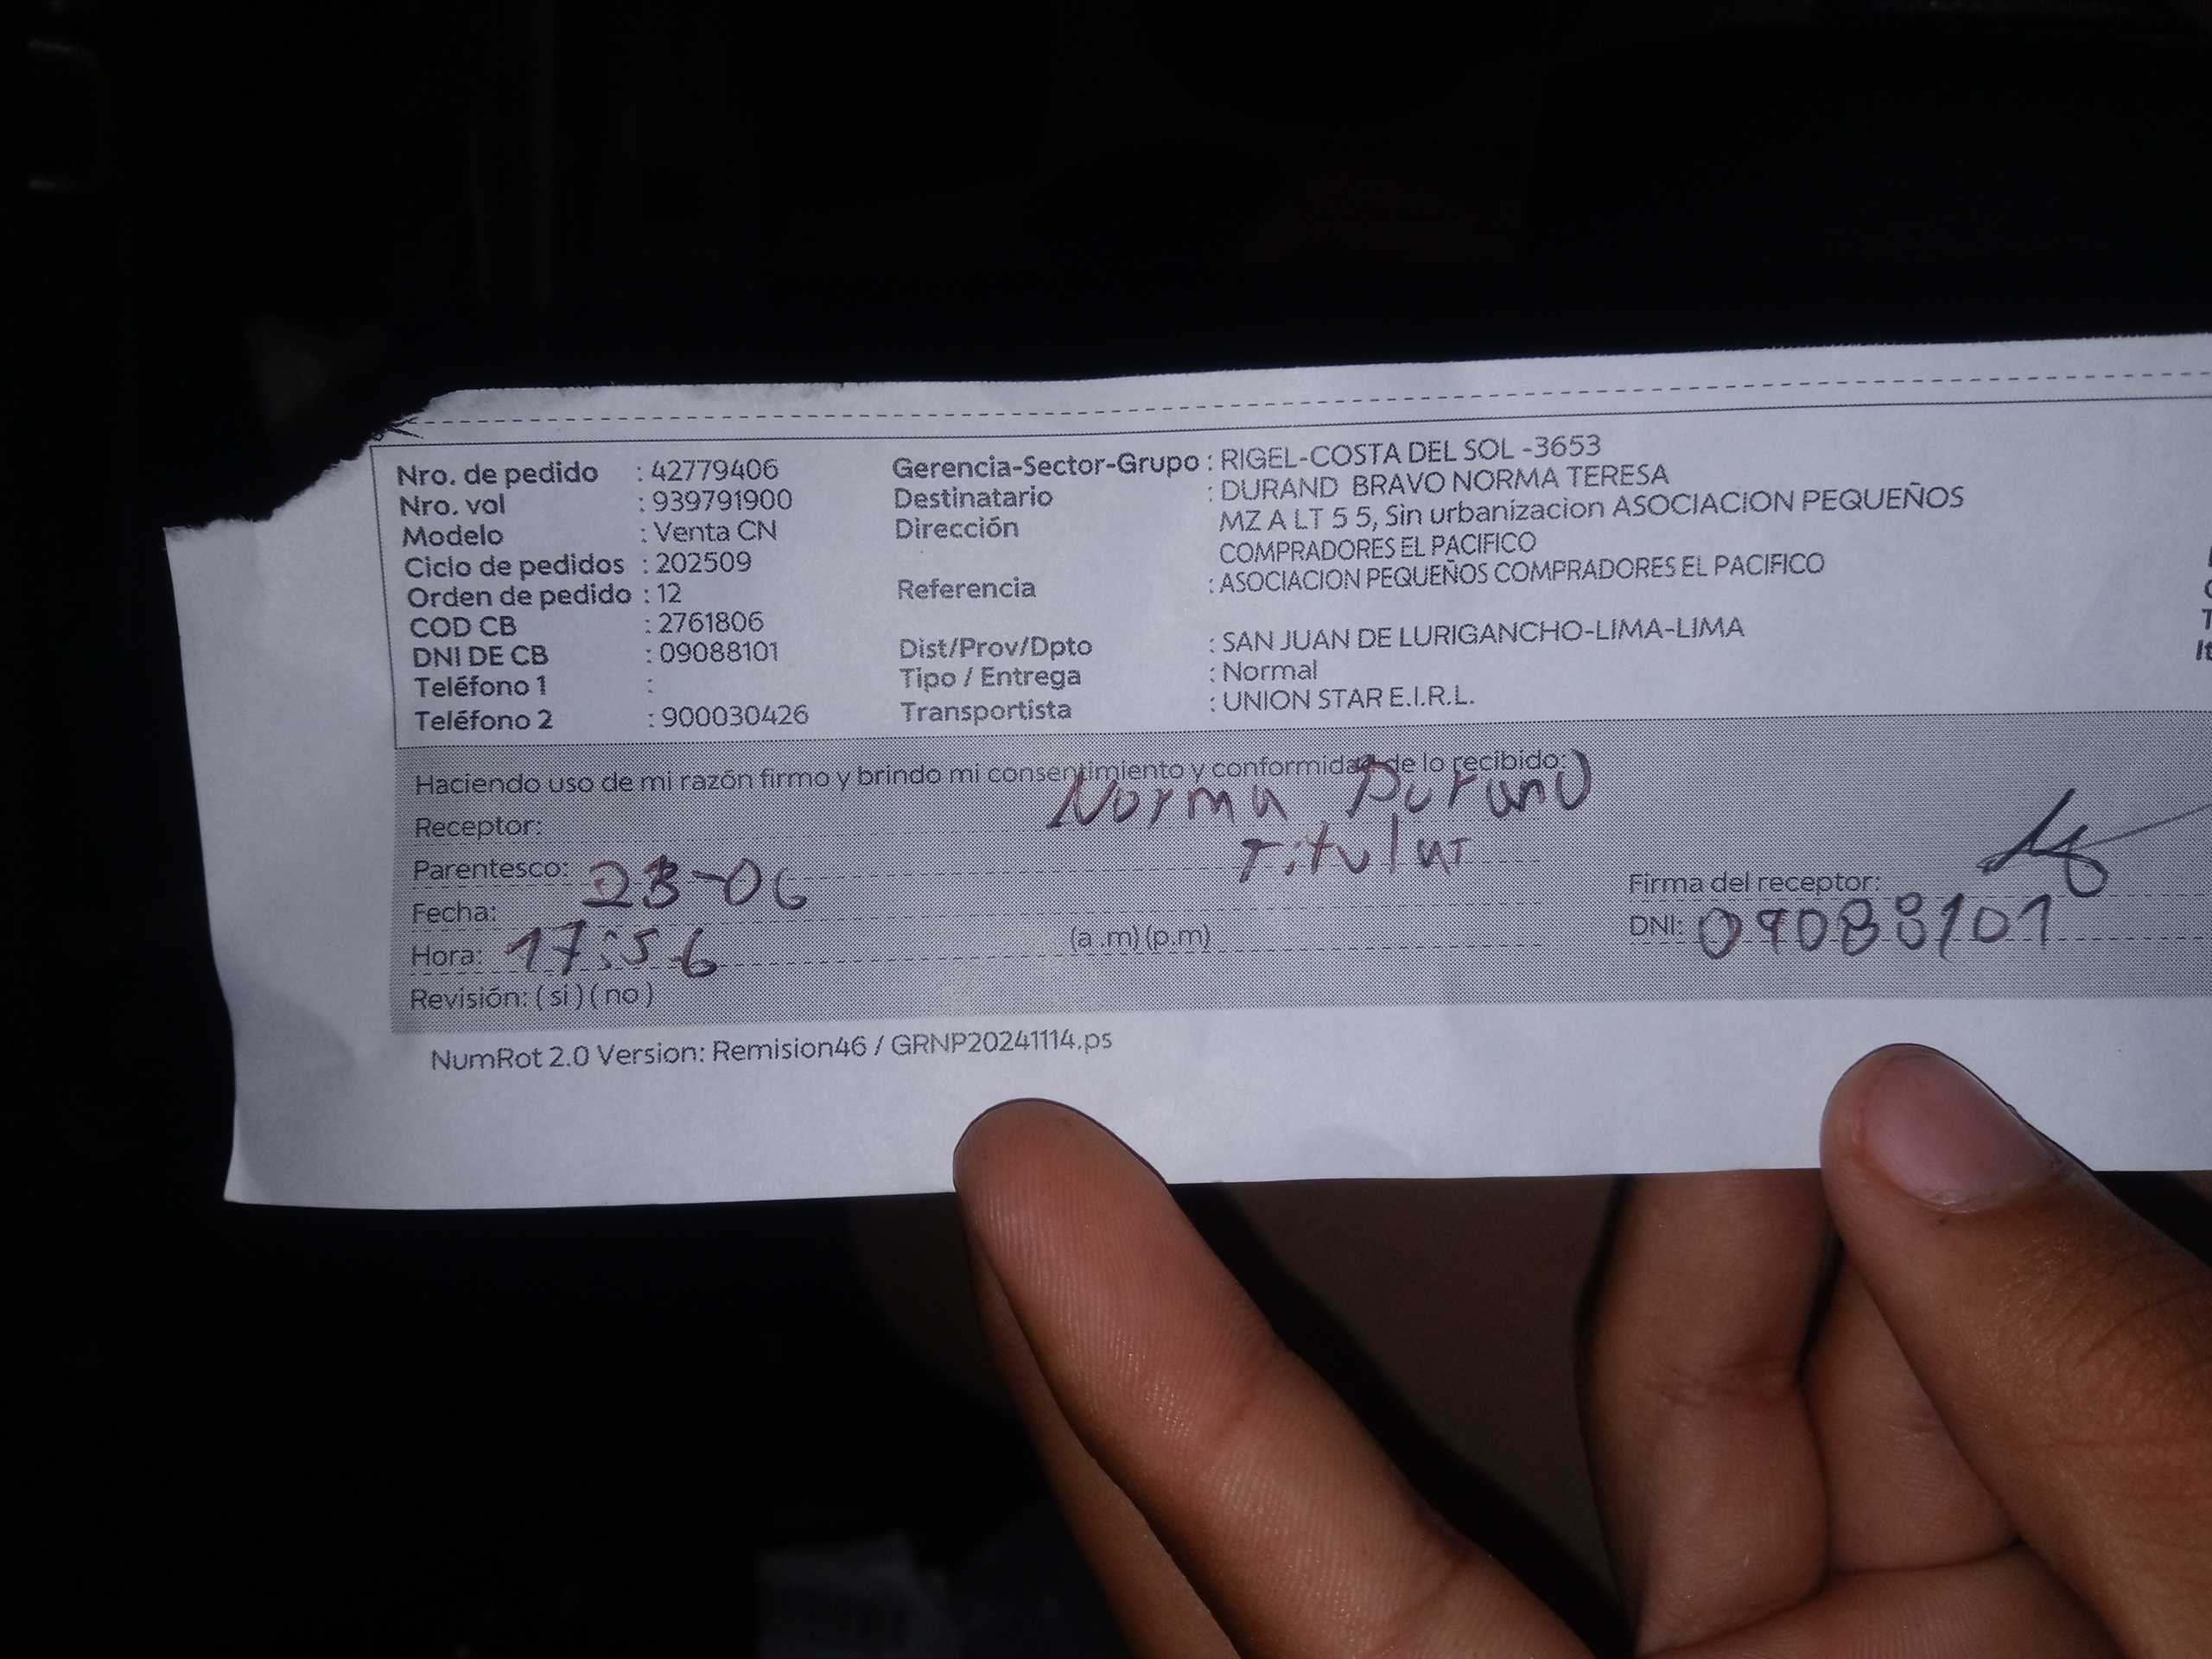 Nro. de pedido : 42779406
Nro. vol : 939791900
Modelo : Venta CN
Ciclo de pedidos : 202509
Orden de pedido : 12
COD CB : 2761806
DNI DE CB : 09088101
Teléfono 1 :
Teléfono 2 : 900030426
Gerencia-Sector-Grupo : RIGEL-COSTA DEL SOL -3653
Destinatario : DURAND BRAVO NORMA TERESA
Dirección MZ A LT 5 5, Sin urbanizacion ASOCIACION PEQUEÑOS
COMPRADORES EL PACIFICO
Referencia : ASOCIACION PEQUEÑOS COMPRADORES EL PACIFICO
Dist/Prov/Dpto : SAN JUAN DE LURIGANCHO-LIMA-LIMA
Tipo / Entrega : Normal
Transportista : UNION STAR E.I.R.L.
Haciendo uso de mi razón firmo y brindo mi consentimiento y conformidad de lo recibido:
Receptor: Norma Durand
Parentesco: Titular
Fecha: 23-06
Hora: 17:56 (a .m) (p.m)
Revisión: ( si ) ( no )
Firma del receptor:
DNI: 09088101
NumRot 2.0 Version: Remision46 / GRNP20241114.ps